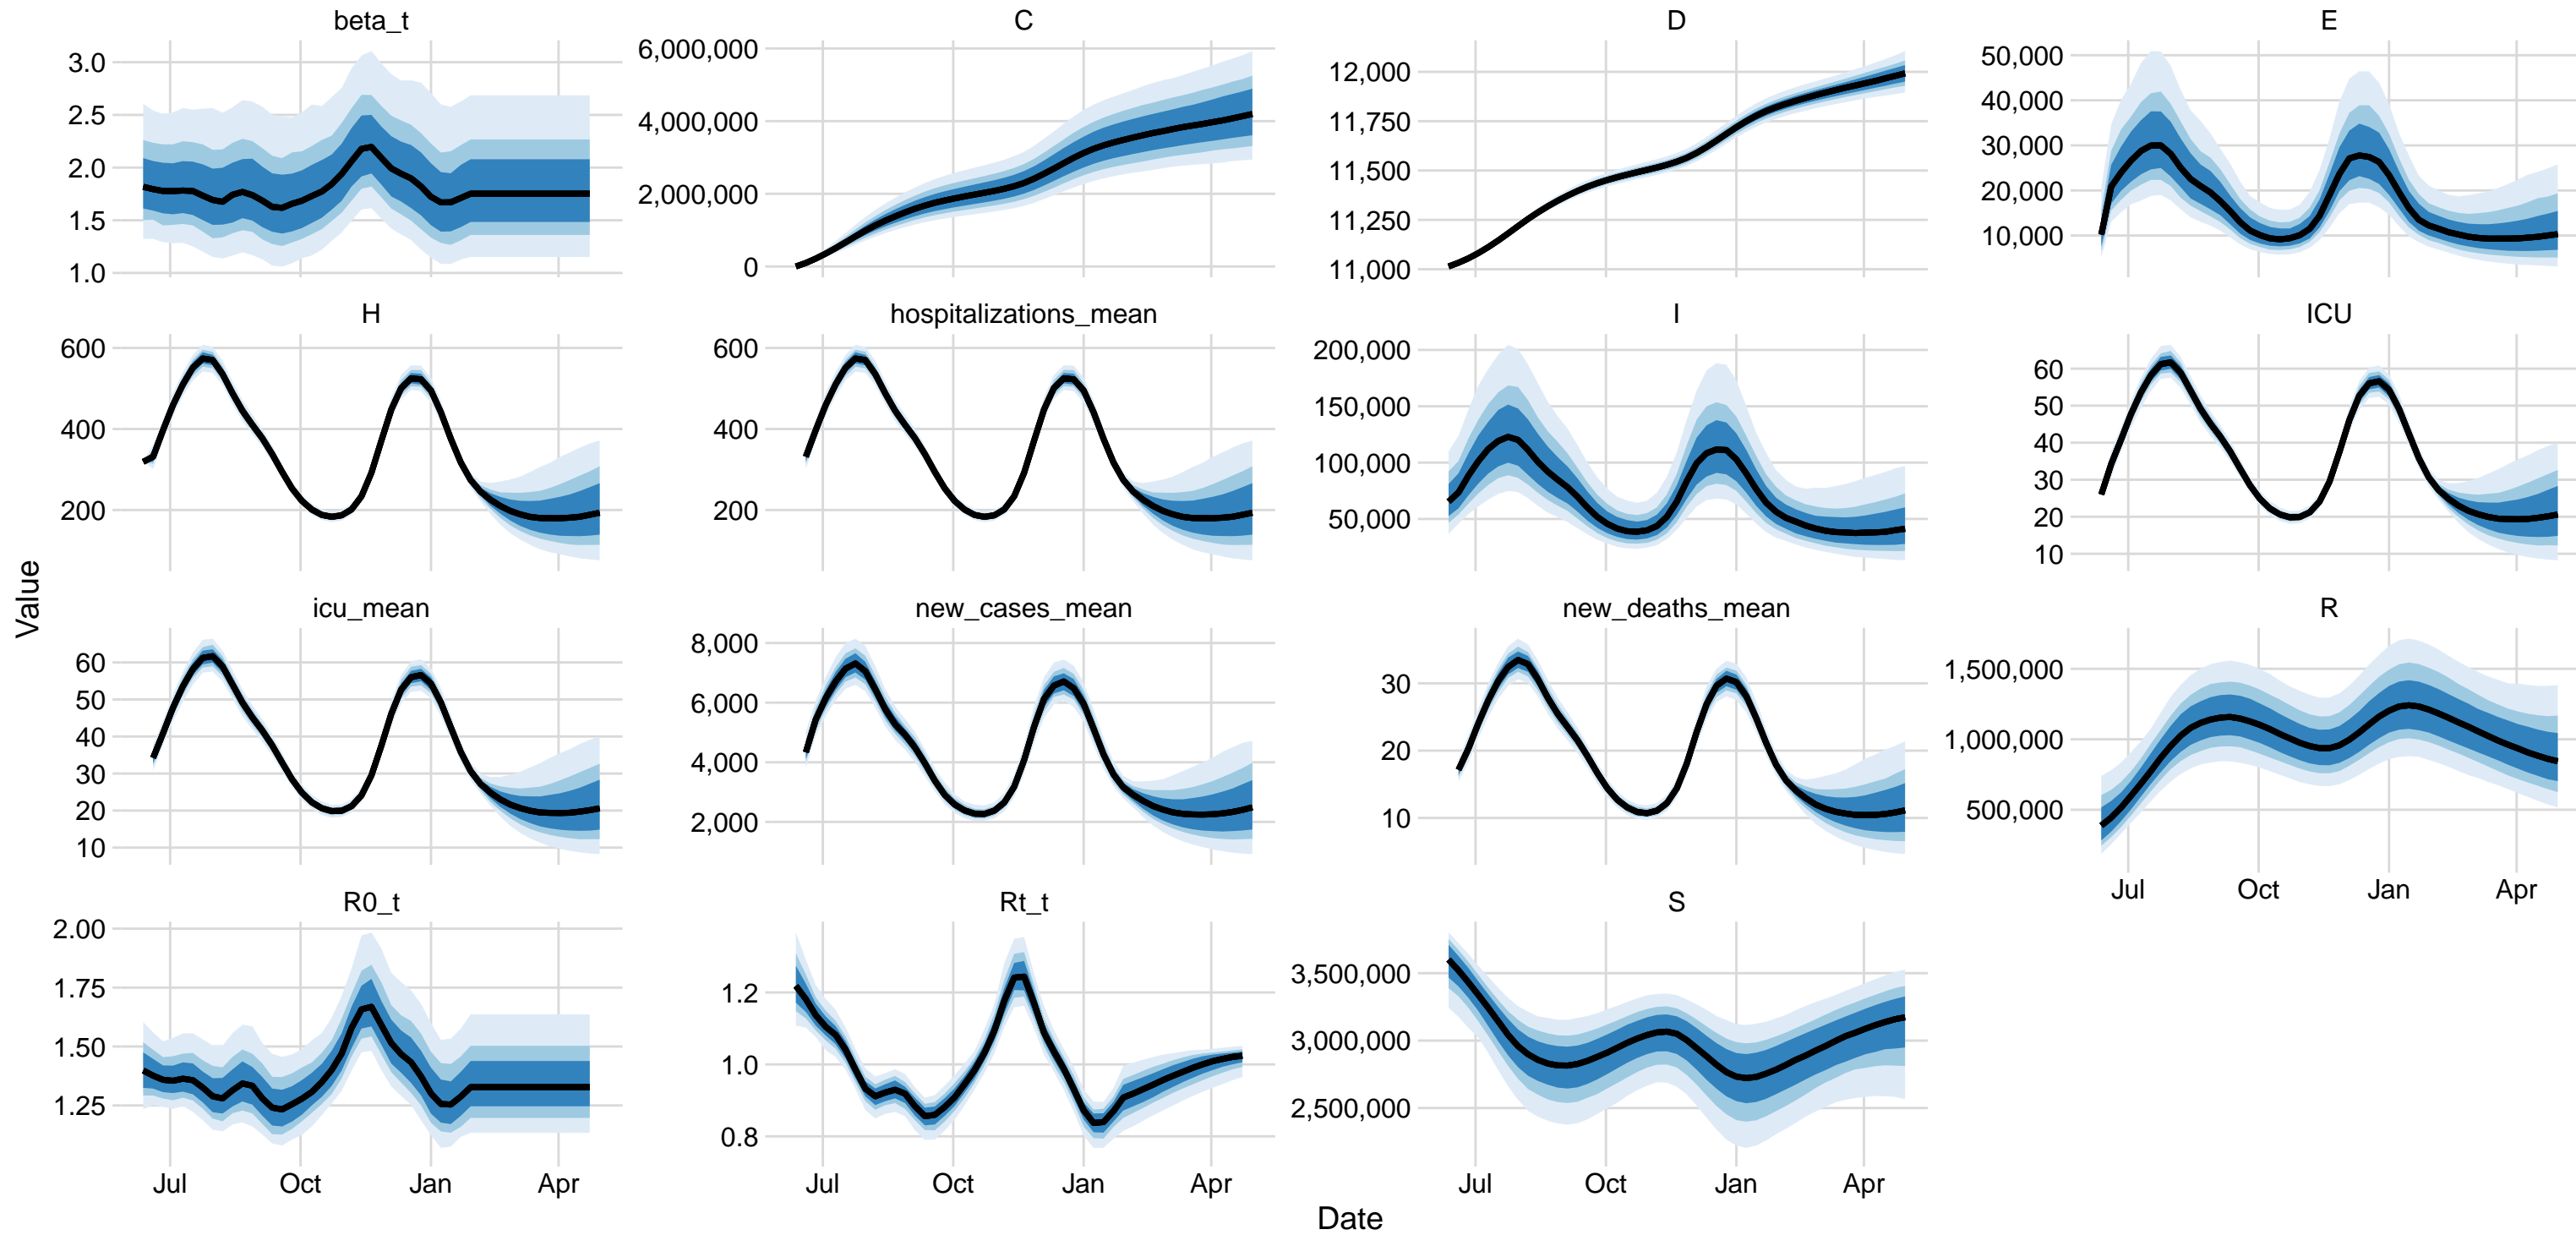 beta_t
C
D
E
3.0
2.5
2.0
1.5
1.0
6,000,000
4,000,000
2,000,000
0
12,000
11,750
11,500
11,250
11,000
50,000
40,000
30,000
20,000
10,000
H
hospitalizations_mean
I
ICU
600
400
200
600
400
200
200,000
150,000
100,000
50,000
60
50
40
30
20
10
Value
icu_mean
new_cases_mean
new_deaths_mean
R
60
50
40
30
20
10
8,000
6,000
4,000
2,000
30
20
10
1,500,000
1,000,000
500,000
Jul Oct Jan Apr
R0_t
Rt_t
S
2.00
1.75
1.50
1.25
1.2
1.0
0.8
3,500,000
3,000,000
2,500,000
Jul Oct Jan Apr
Jul Oct Jan Apr
Jul Oct Jan Apr
Date